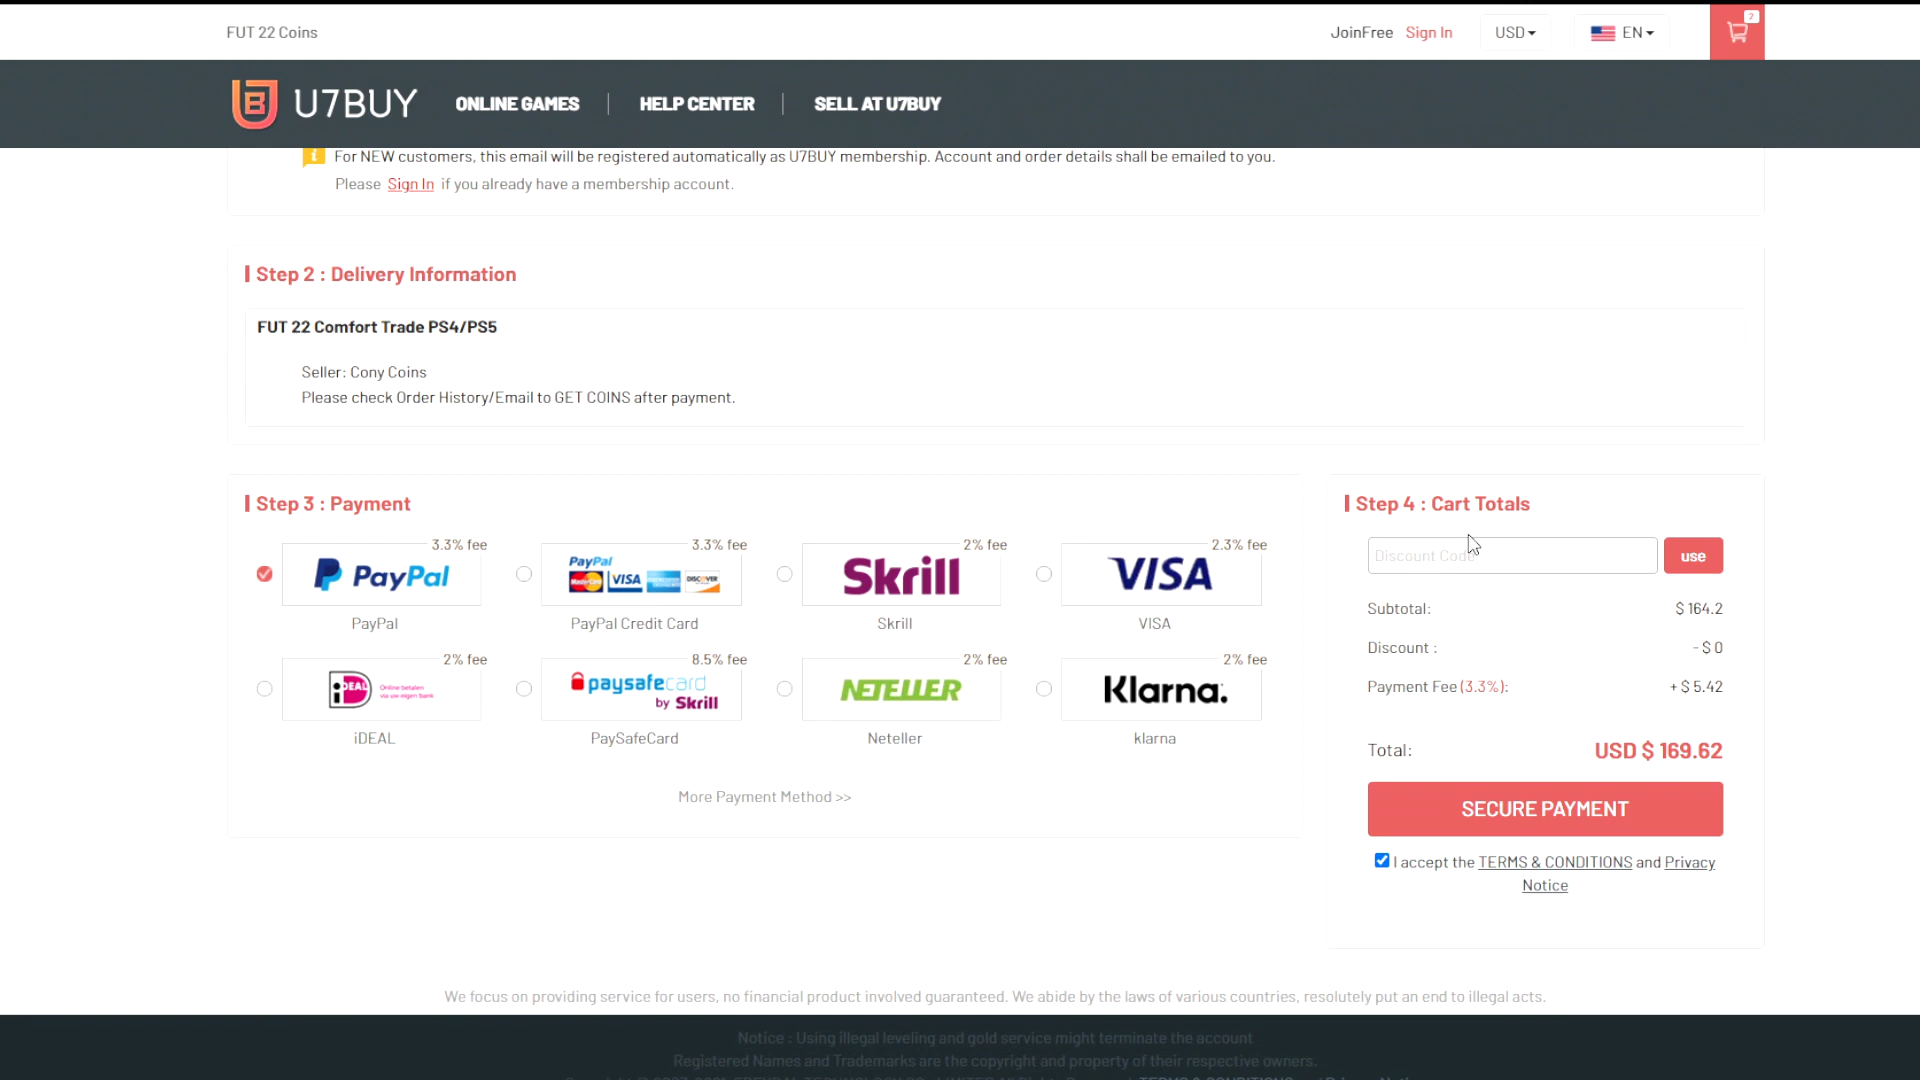 FUT 22 Coins
JoinFree Sign In USD EN 2
U7BUY ONLINE GAMES HELP CENTER SELL AT U7BUY
For NEW customers, this email will be registered automatically as U7BUY membership. Account and order details shall be emailed to you.
Please Sign In if you already have a membership account.
Step 2 : Delivery Information
FUT 22 Comfort Trade PS4/PS5
Seller: Cony Coins
Please check Order History/Email to GET COINS after payment.
Step 3 : Payment
3.3% fee 3.3% fee 2% fee 2.3% fee
PayPal PayPal MasterCard VISA DISCOVER Skrill VISA
PayPal PayPal Credit Card Skrill VISA
2% fee 8.5% fee 2% fee 2% fee
iDEAL Online betalen via uw eigen bank paysafecard by Skrill NETELLER Klarna.
iDEAL PaySafeCard Neteller klarna
More Payment Method >>
Step 4 : Cart Totals
Discount Code use
Subtotal: $ 164.2
Discount : - $ 0
Payment Fee (3.3%): + $ 5.42
Total: USD $ 169.62
SECURE PAYMENT
I accept the TERMS & CONDITIONS and Privacy
Notice
We focus on providing service for users, no financial product involved guaranteed. We abide by the laws of various countries, resolutely put an end to illegal acts.
Notice : Using illegal leveling and gold service might terminate the account
Registered Names and Trademarks are the copyright and property of their respective owners.